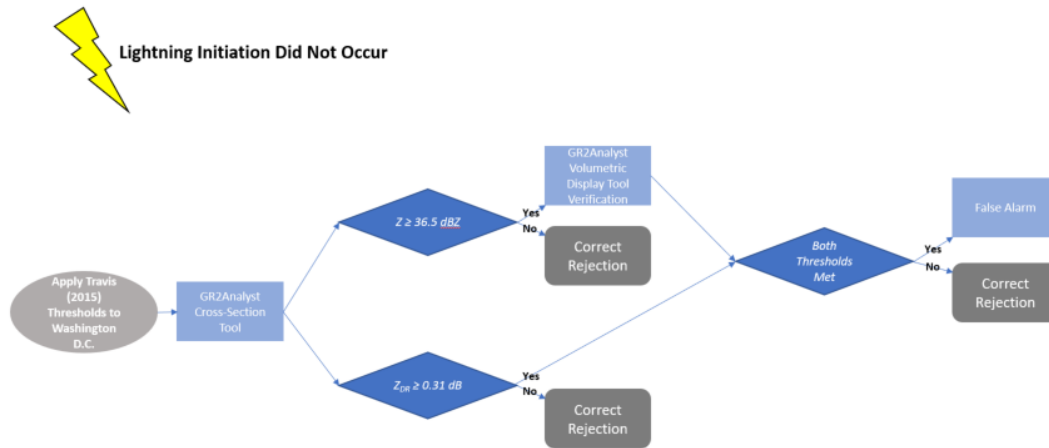 Lightning Initiation Did Not Occur
Apply Travis
(2015)
Thresholds to
Washington
D.C.
GR2Analyst
Cross-Section
Tool
Z ≥ 36.5 dBZ
Yes
No
GR2Analyst
Volumetric
Display Tool
Verification
Correct
Rejection
Z_DR ≥ 0.31 dB
Yes
No
Correct
Rejection
Both
Thresholds
Met
Yes
No
False Alarm
Correct
Rejection